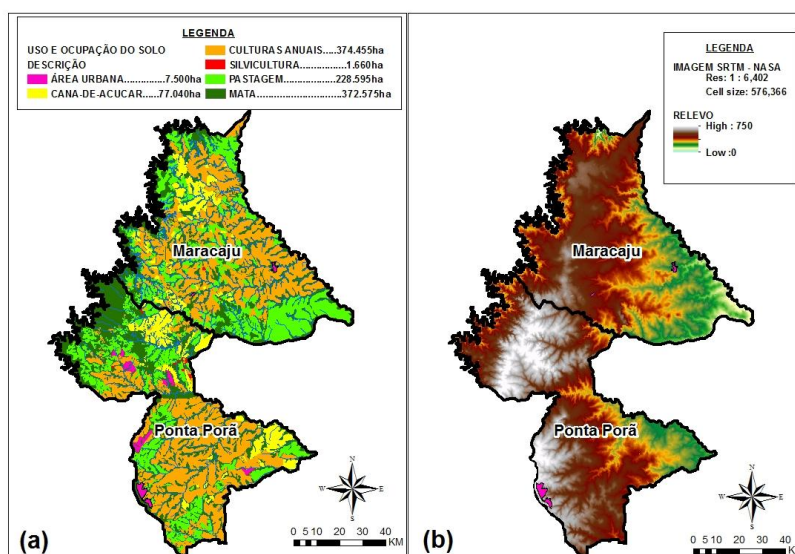 LEGENDA
USO E OCUPAÇÃO DO SOLO
DESCRIÇÃO
ÁREA URBANA................7.500ha
CANA-DE-AÇUCAR.....77.040ha
CULTURAS ANUAIS.....374.455ha
SILVICULTURA....................1.660ha
PASTAGEM....................228.595ha
MATA.............................372.575ha
Maracaju
Ponta Porã
(a)
N
W E
S
0 5 10 20 30 40
KM
LEGENDA
IMAGEM SRTM - NASA
Res: 1 : 6,402
Cell size: 576,366
RELEVO
High : 750
Low :0
Maracaju
Ponta Porã
(b)
N
W E
S
0 5 10 20 30 40
K